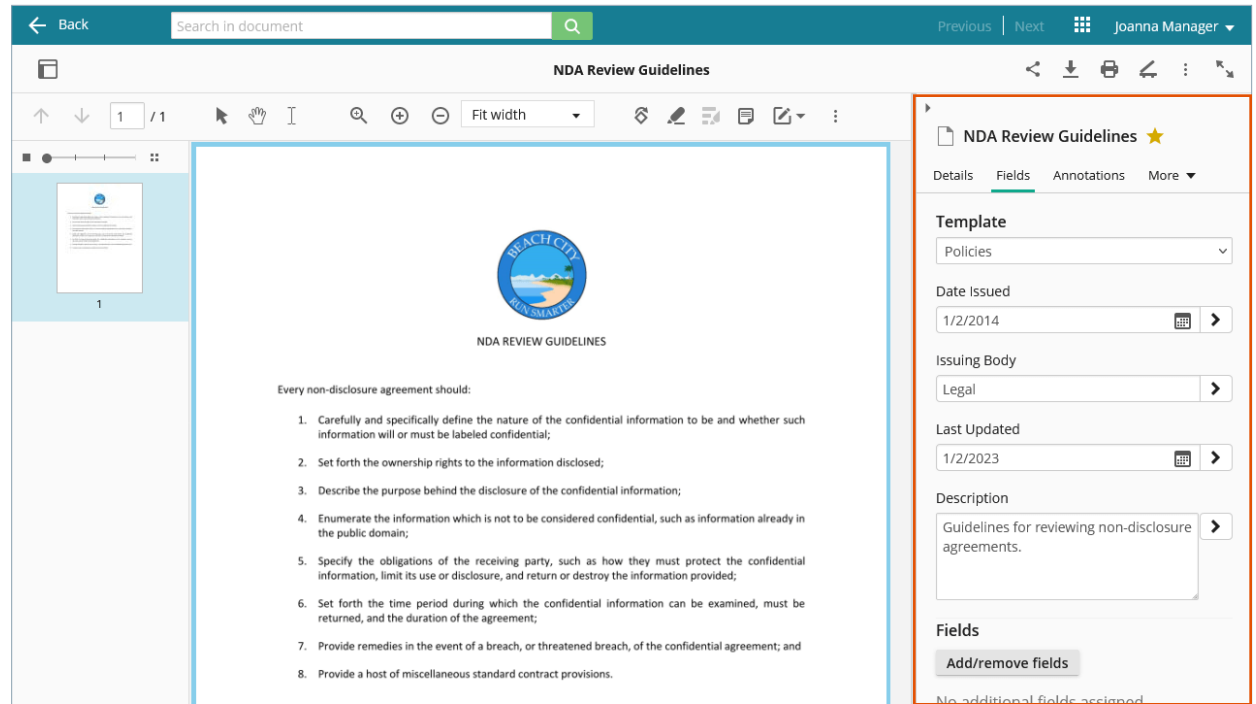 Back
Search in document
Previous
Next
Joanna Manager
NDA Review Guidelines
1 / 1
Fit width
1
BEACH CITY
RUN SMARTER
NDA REVIEW GUIDELINES
Every non-disclosure agreement should:
1. Carefully and specifically define the nature of the confidential information to be and whether such
information will or must be labeled confidential;
2. Set forth the ownership rights to the information disclosed;
3. Describe the purpose behind the disclosure of the confidential information;
4. Enumerate the information which is not to be considered confidential, such as information already in
the public domain;
5. Specify the obligations of the receiving party, such as how they must protect the confidential
information, limit its use or disclosure, and return or destroy the information provided;
6. Set forth the time period during which the confidential information can be examined, must be
returned, and the duration of the agreement;
7. Provide remedies in the event of a breach, or threatened breach, of the confidential agreement; and
8. Provide a host of miscellaneous standard contract provisions.
NDA Review Guidelines
Details Fields Annotations More
Template
Policies
Date Issued
1/2/2014
Issuing Body
Legal
Last Updated
1/2/2023
Description
Guidelines for reviewing non-disclosure
agreements.
Fields
Add/remove fields
No additional fields assigned